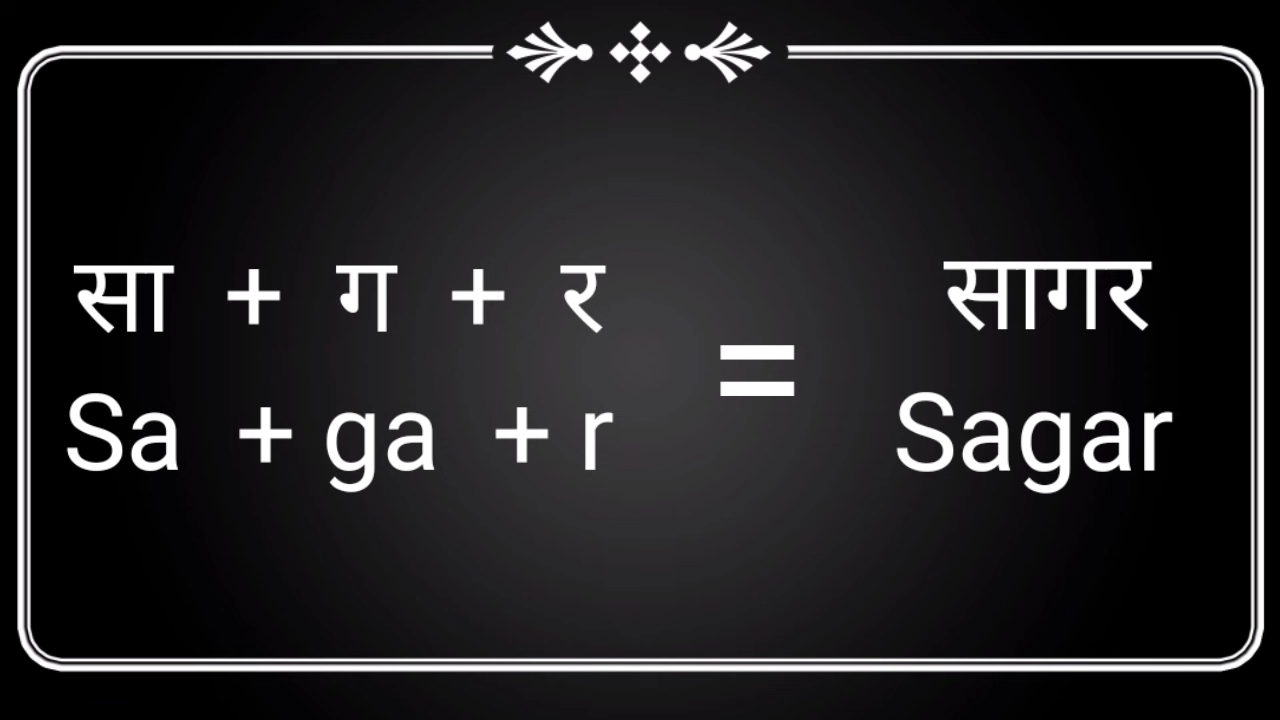 सा + ग + र = सागर
Sa + ga + r Sagar